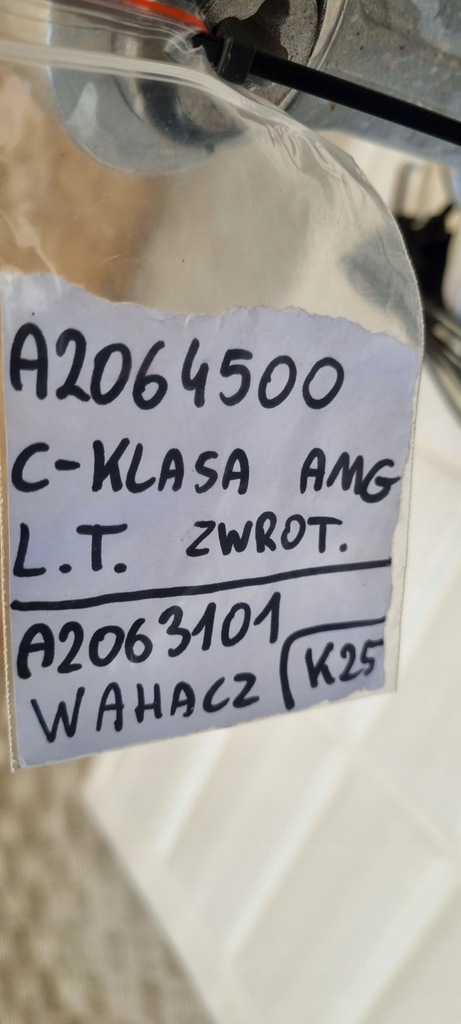 A2064500
C-KLASA AMG
L.T. ZWROT.
A2063101
WAHACZ K25